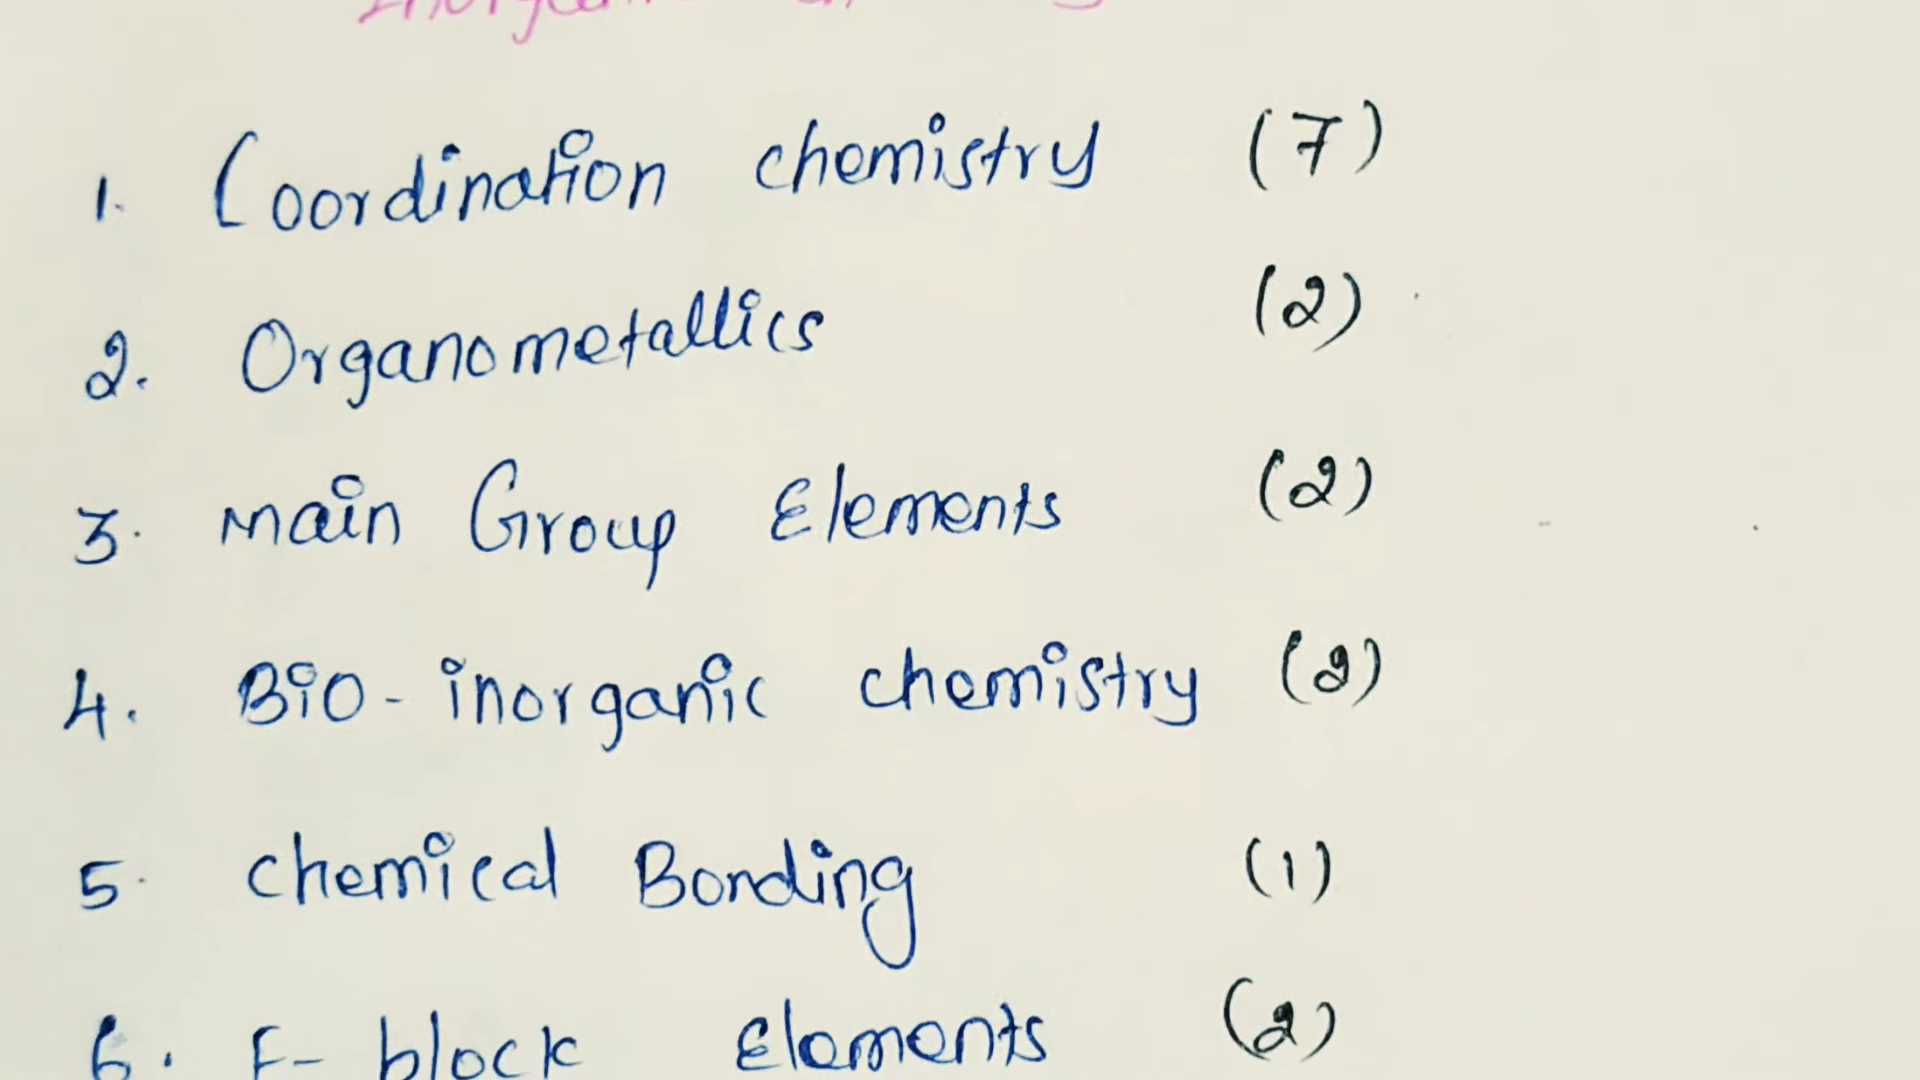 Inorganic
1. Coordination chemistry (7)
2. Organometallics (2)
3. Main Group Elements (2)
4. Bio-inorganic chemistry (2)
5. chemical Bonding (1)
6. F-block Elements (2)